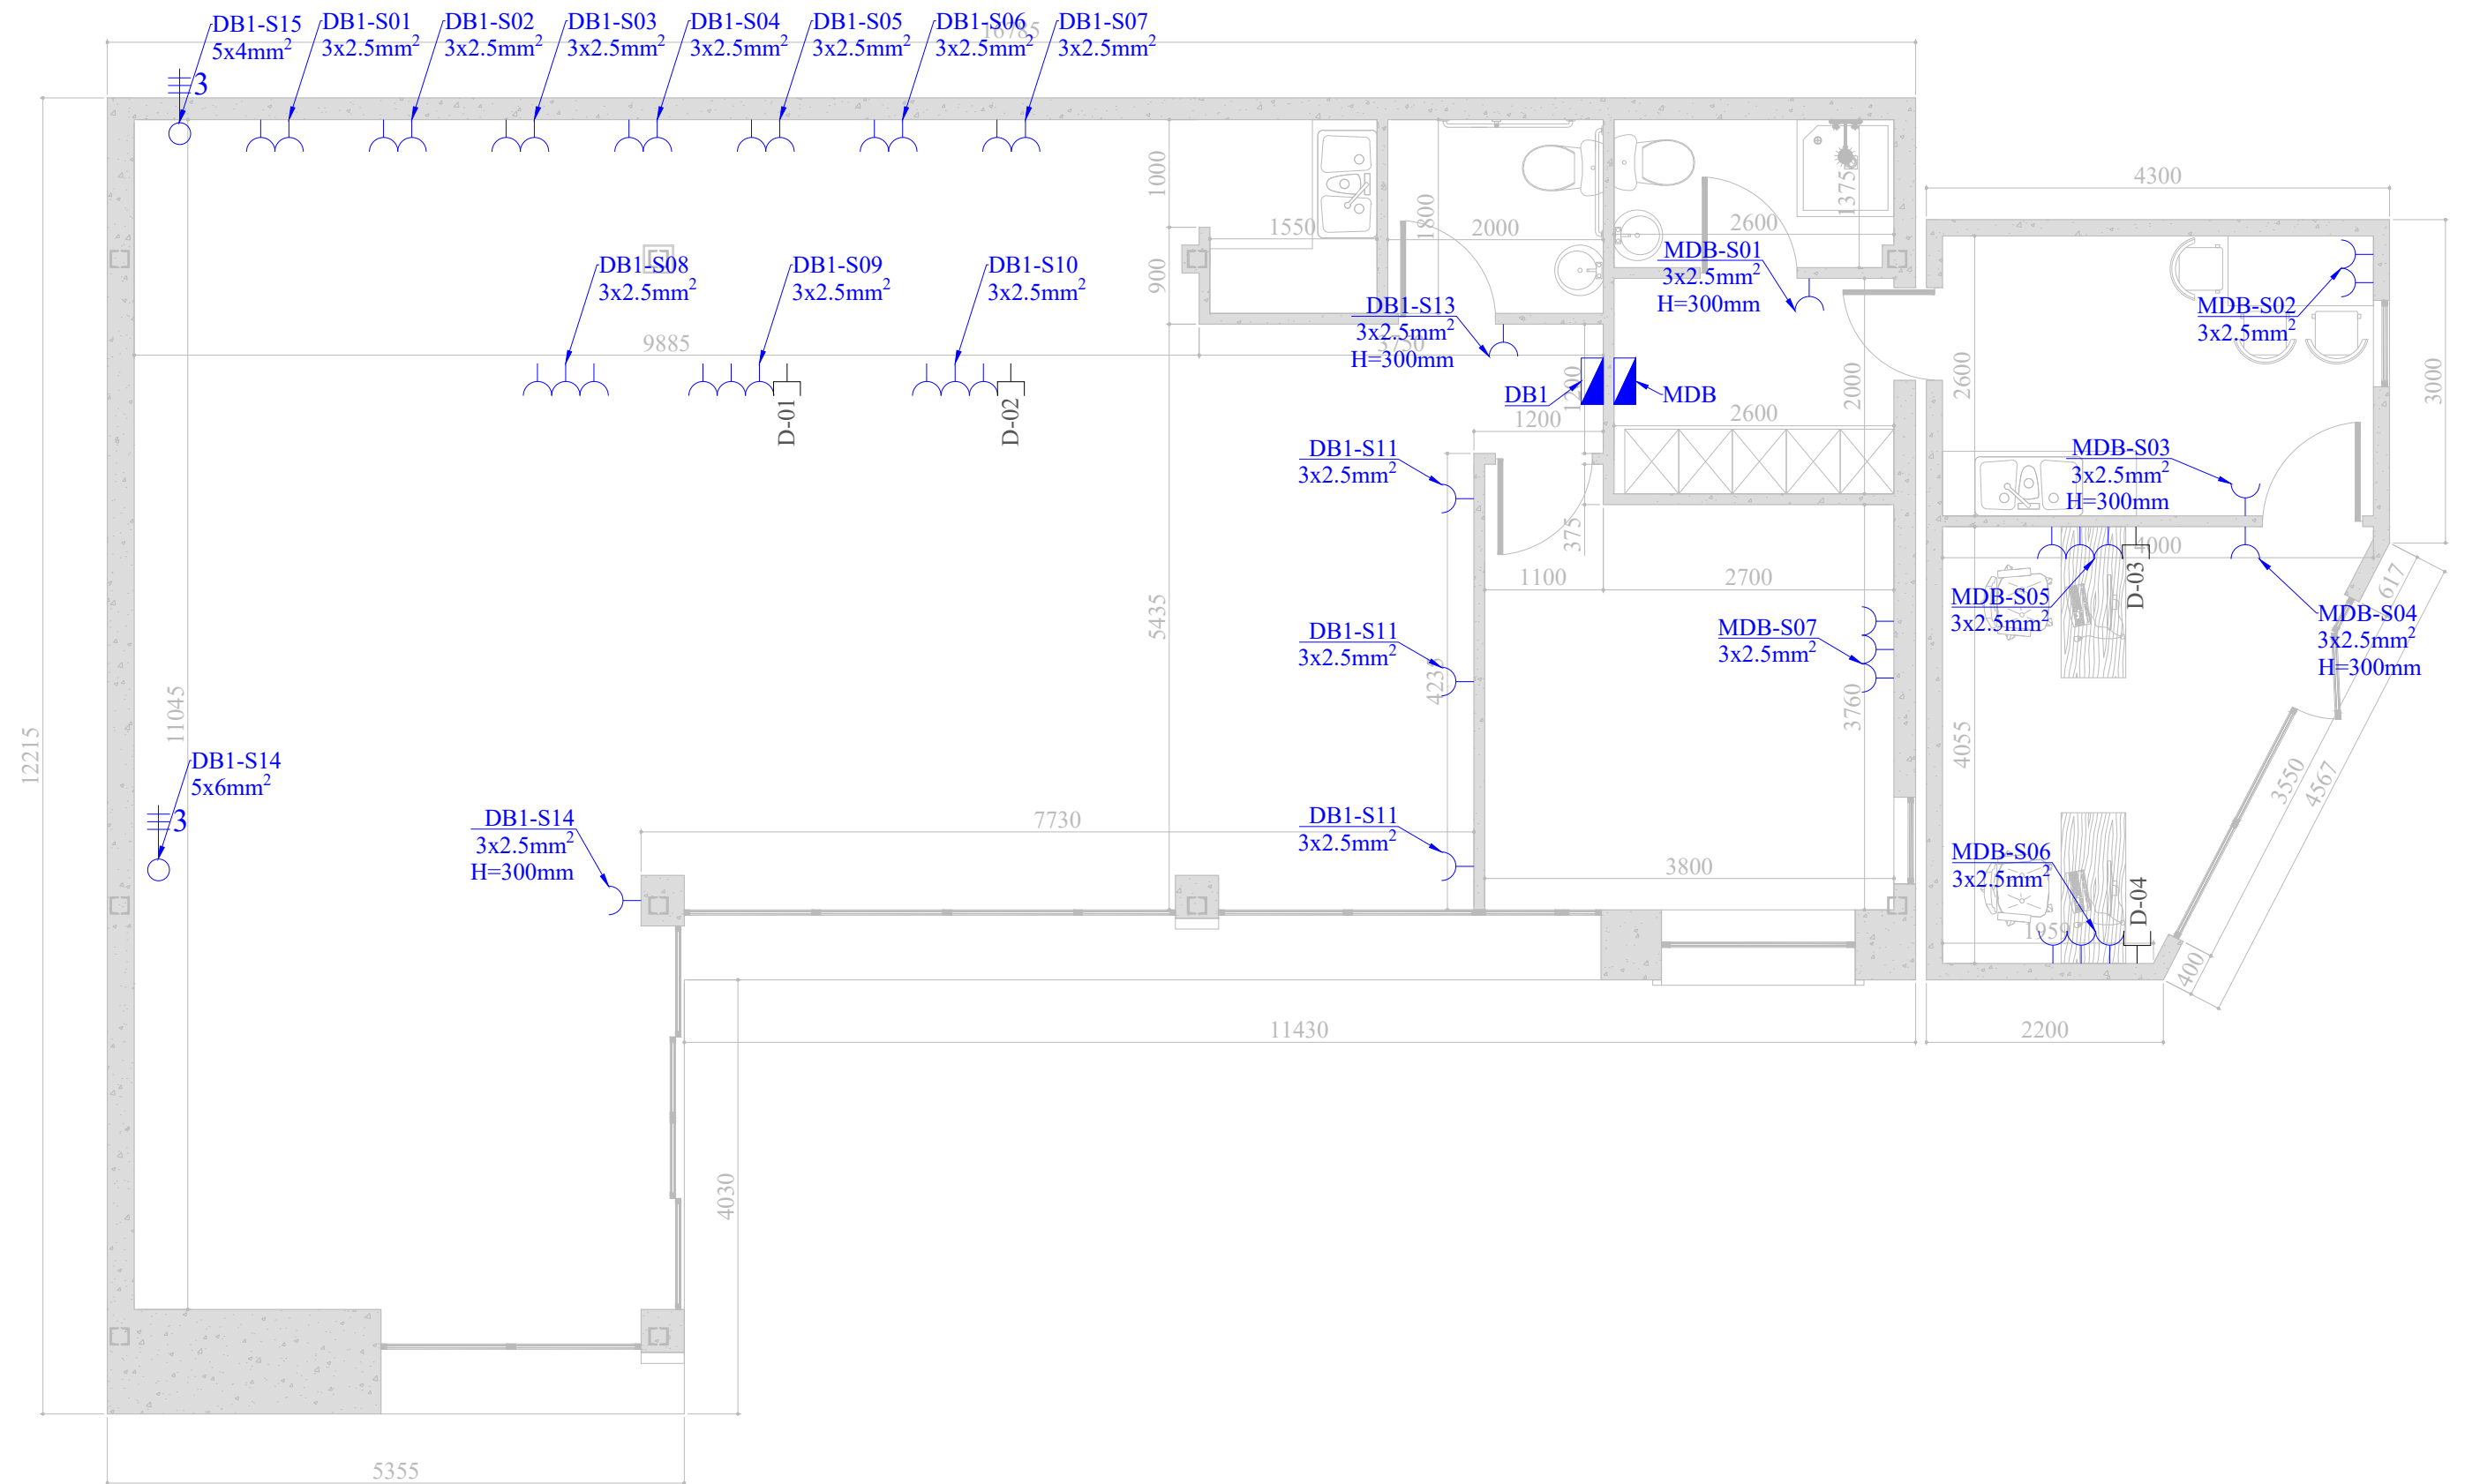 DB1-S15
5x4mm²
DB1-S01
3x2.5mm²
DB1-S02
3x2.5mm²
DB1-S03
3x2.5mm²
DB1-S04
3x2.5mm²
DB1-S05
3x2.5mm²
DB1-S06
3x2.5mm²
DB1-S07
3x2.5mm²
16785
3
1000
1550
1800
2000
1375
2600
4300
900
DB1-S08
3x2.5mm²
DB1-S09
3x2.5mm²
DB1-S10
3x2.5mm²
DB1-S13
3x2.5mm²
H=300mm
MDB-S01
3x2.5mm²
H=300mm
MDB-S02
3x2.5mm²
9885
3750
D-01
D-02
DB1
MDB
1200
1200
2000
2600
2600
3000
DB1-S11
3x2.5mm²
MDB-S03
3x2.5mm²
H=300mm
375
4000
1100
2700
D-03
617
MDB-S05
3x2.5mm²
MDB-S04
3x2.5mm²
H=300mm
5435
DB1-S11
3x2.5mm²
MDB-S07
3x2.5mm²
3760
4055
11045
12215
DB1-S14
5x6mm²
3
DB1-S14
3x2.5mm²
H=300mm
7730
DB1-S11
3x2.5mm²
3800
3550
4567
MDB-S06
3x2.5mm²
D-04
1959
400
11430
2200
4030
5355